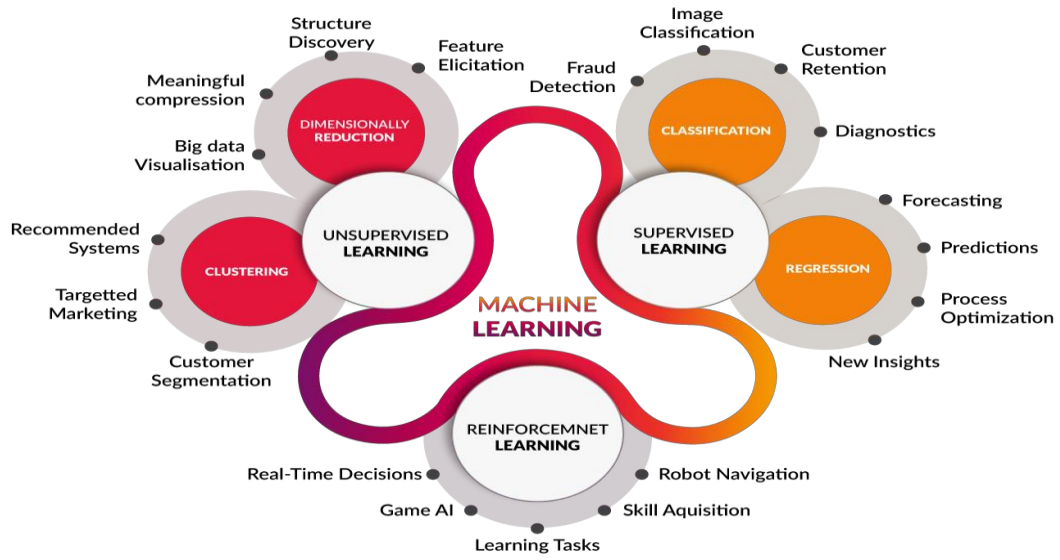 Structure
Discovery
Feature
Elicitation
Meaningful
compression
Big data
Visualisation
DIMENSIONALLY
REDUCTION
UNSUPERVISED
LEARNING
Recommended
Systems
Targetted
Marketing
Customer
Segmentation
CLUSTERING
Image
Classification
Customer
Retention
Fraud
Detection
Diagnostics
CLASSIFICATION
SUPERVISED
LEARNING
Forecasting
Predictions
Process
Optimization
New Insights
REGRESSION
MACHINE
LEARNING
REINFORCEMNET
LEARNING
Real-Time Decisions
Game AI
Learning Tasks
Skill Aquisition
Robot Navigation